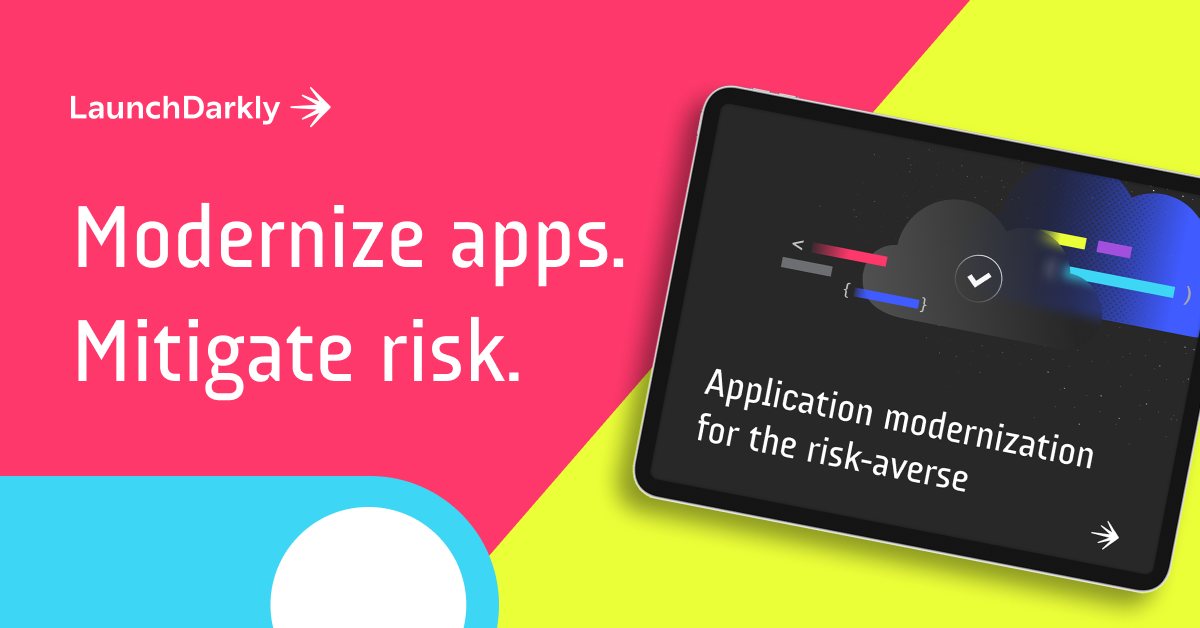 LaunchDarkly
Modernize apps.
Mitigate risk.
<
{ }
)
Application modernization
for the risk-averse